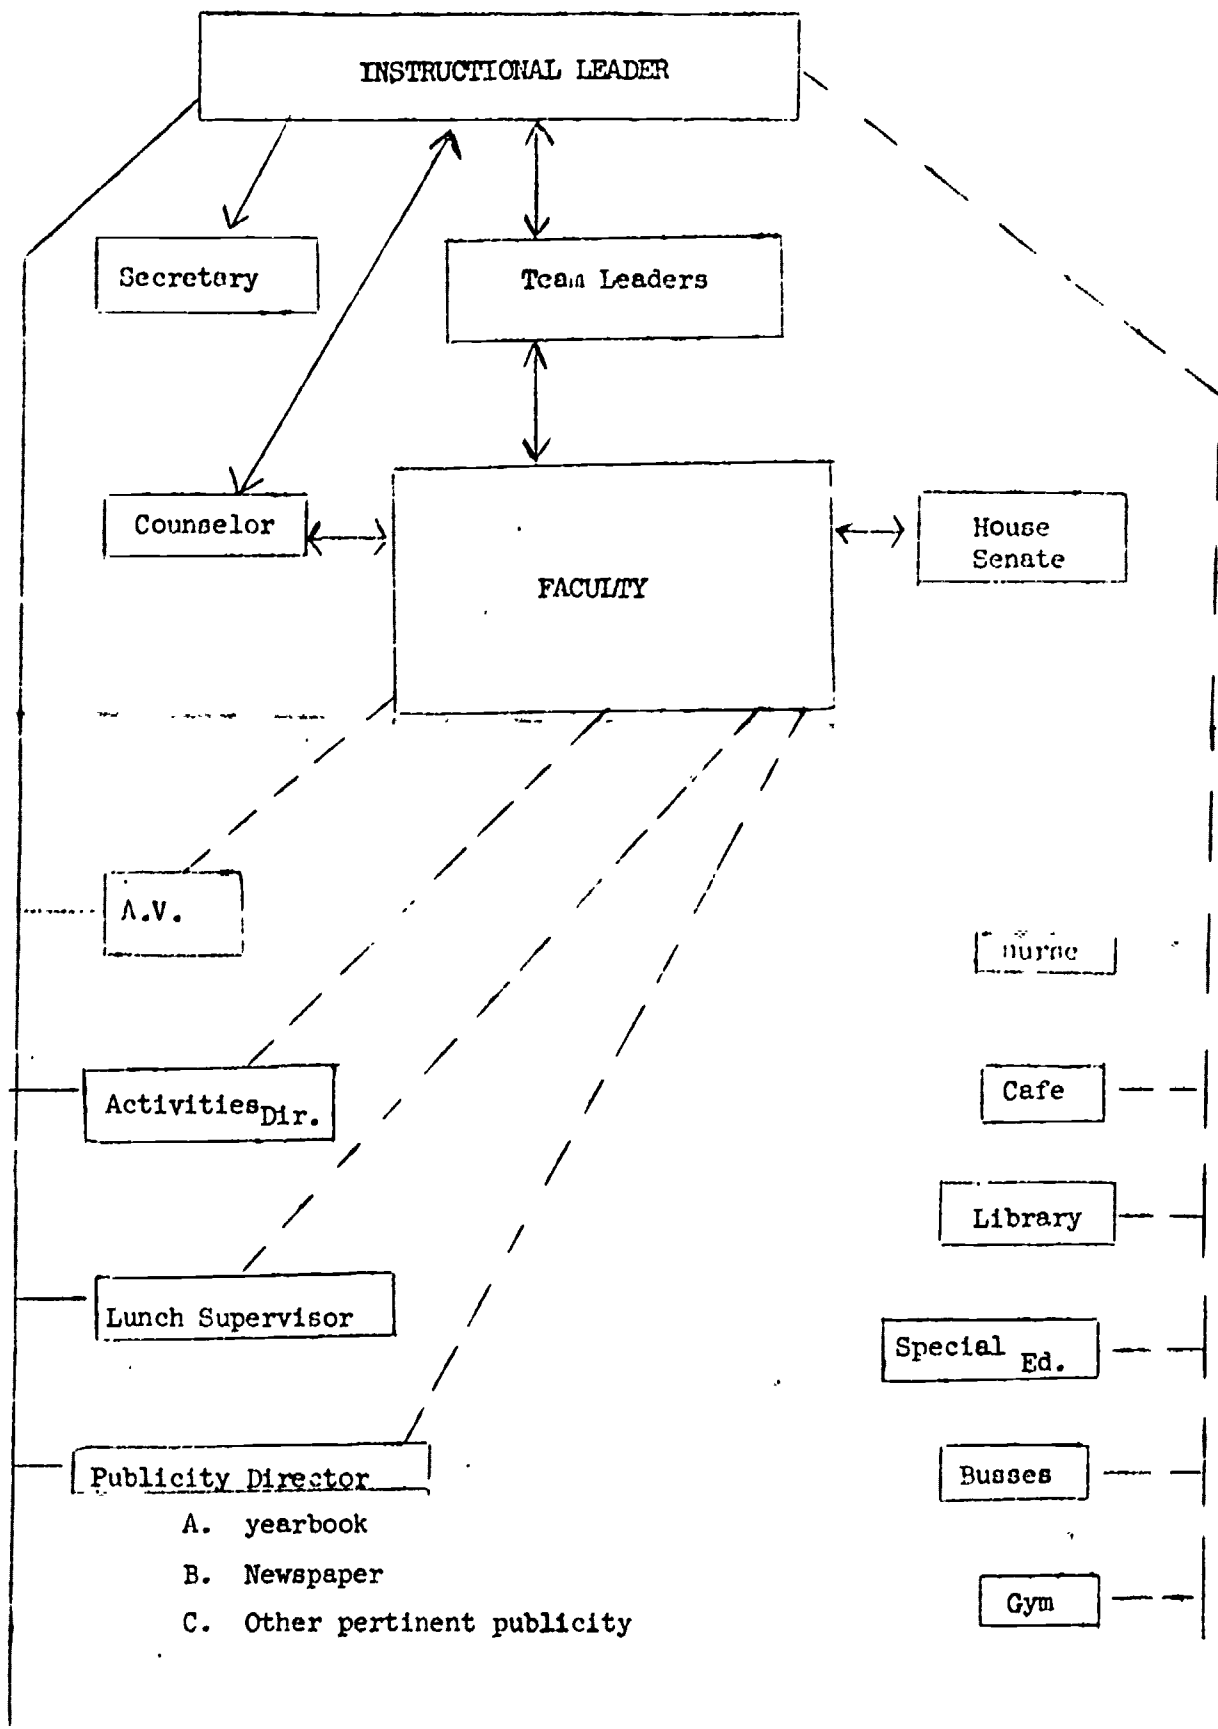 INSTRUCTIONAL LEADER
Secretary
Team Leaders
Counselor
House
Senate
FACULTY
A.V.
nurse
Activities Dir.
Cafe
Library
Lunch Supervisor
Special Ed.
Publicity Director
Busses
A. yearbook
B. Newspaper
C. Other pertinent publicity
Gym